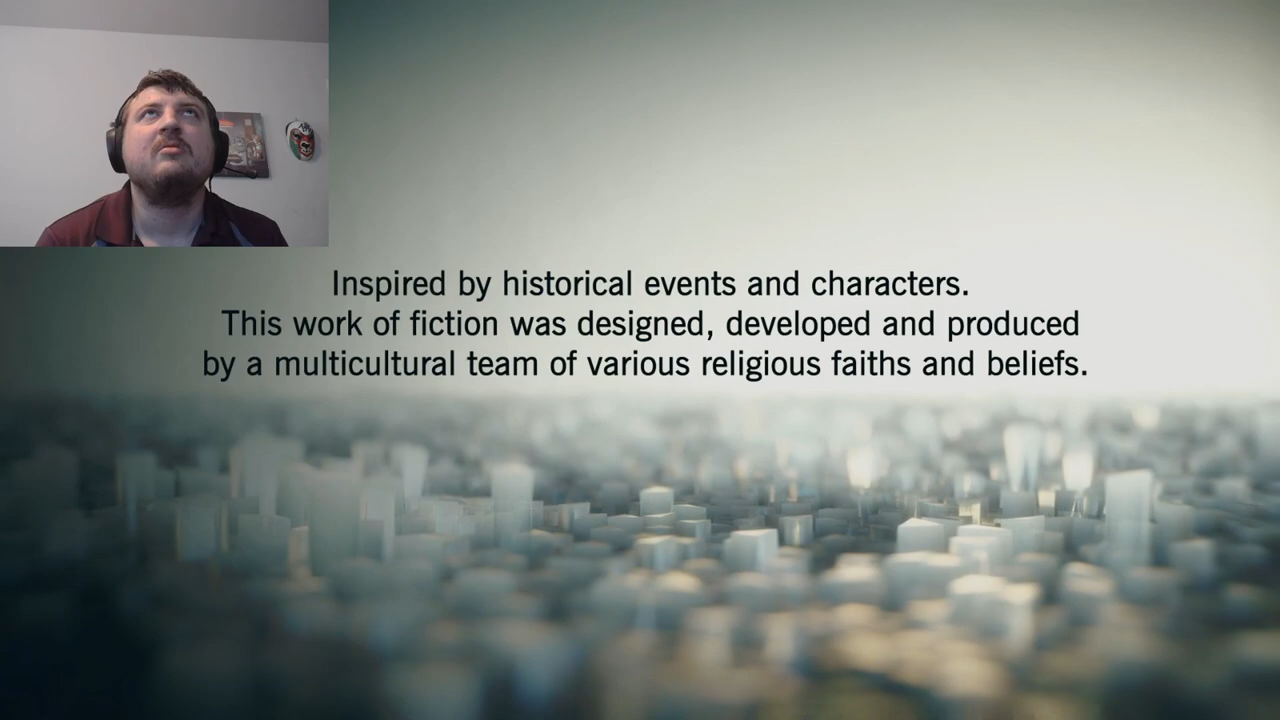 Inspired by historical events and characters.
This work of fiction was designed, developed and produced
by a multicultural team of various religious faiths and beliefs.